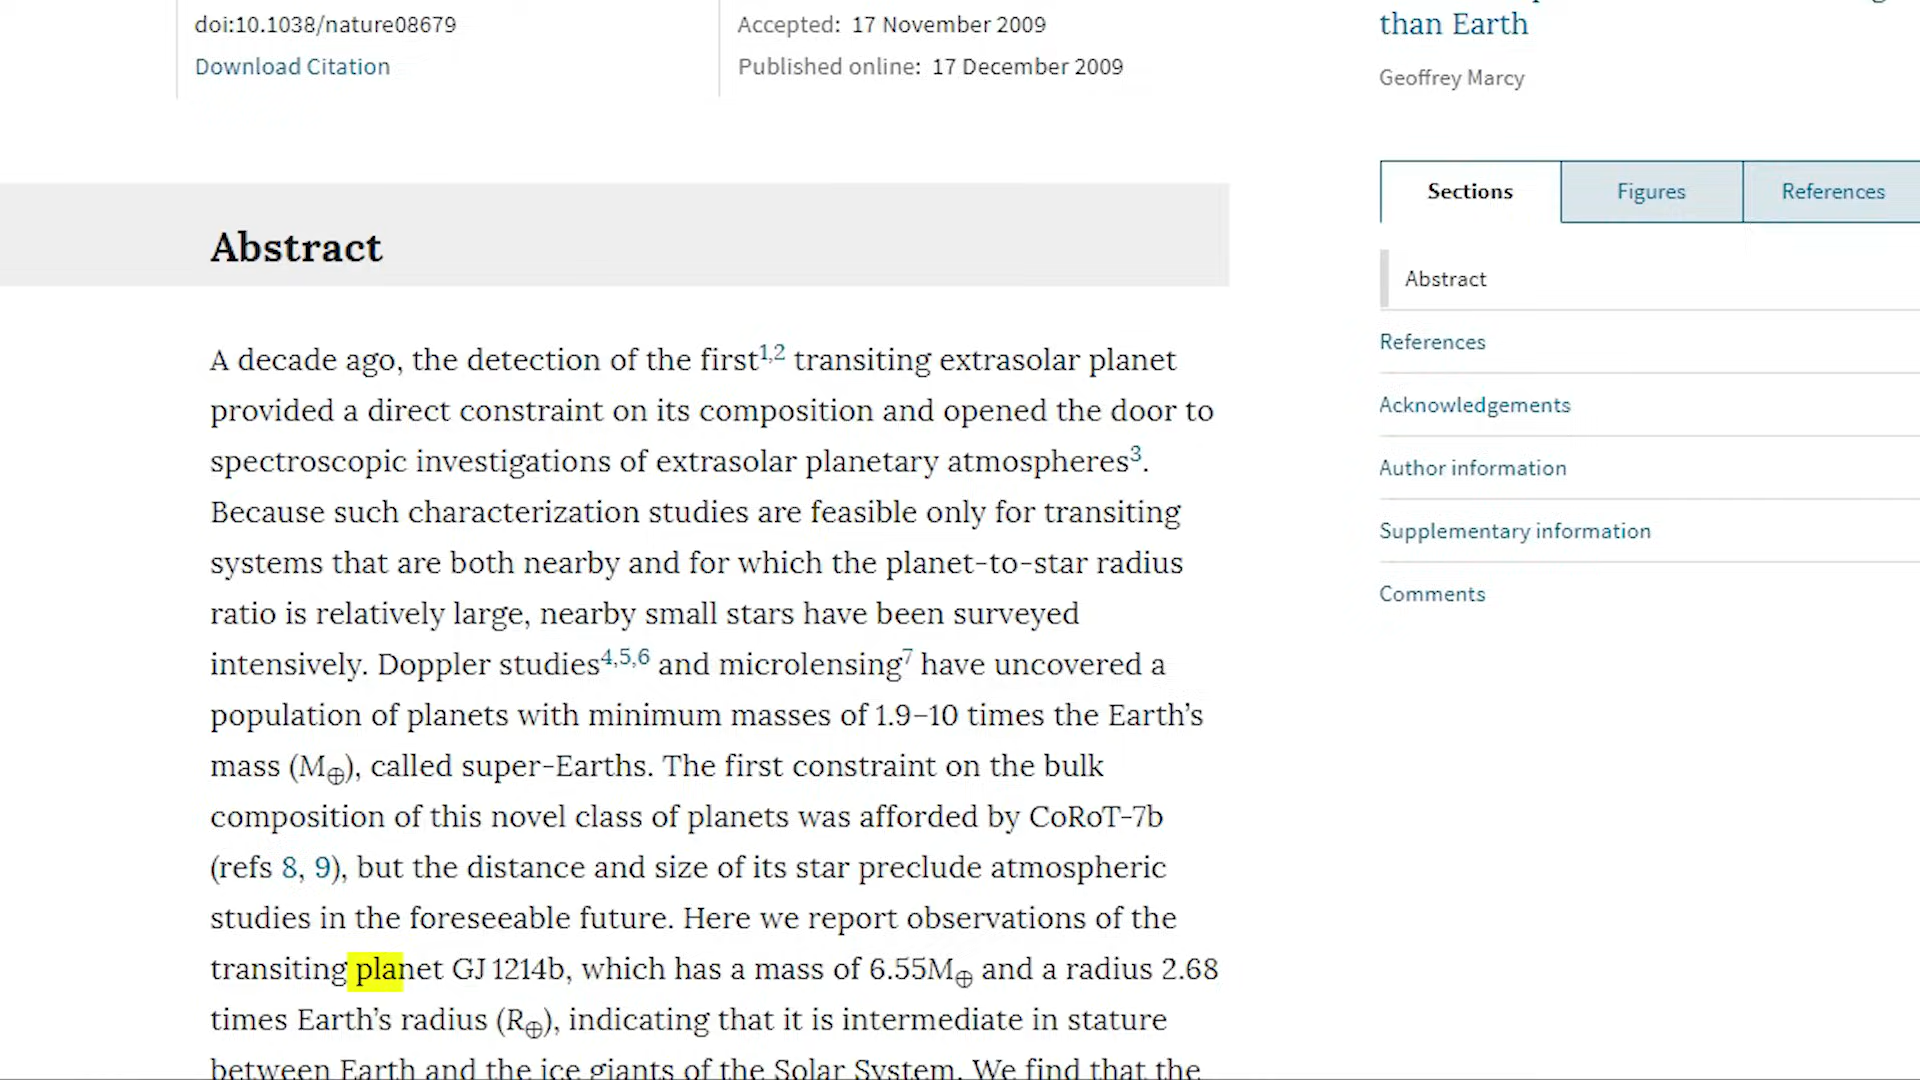 doi:10.1038/nature08679
Download Citation
Accepted: 17 November 2009
Published online: 17 December 2009
than Earth
Geoffrey Marcy
Sections
Figures
References
Abstract
References
Acknowledgements
Author information
Supplementary information
Comments
Abstract
A decade ago, the detection of the first1,2 transiting extrasolar planet
provided a direct constraint on its composition and opened the door to
spectroscopic investigations of extrasolar planetary atmospheres3.
Because such characterization studies are feasible only for transiting
systems that are both nearby and for which the planet-to-star radius
ratio is relatively large, nearby small stars have been surveyed
intensively. Doppler studies4,5,6 and microlensing7 have uncovered a
population of planets with minimum masses of 1.9–10 times the Earth's
mass (M⊕), called super-Earths. The first constraint on the bulk
composition of this novel class of planets was afforded by CoRoT-7b
(refs 8, 9), but the distance and size of its star preclude atmospheric
studies in the foreseeable future. Here we report observations of the
transiting planet GJ 1214b, which has a mass of 6.55M⊕ and a radius 2.68
times Earth's radius (R⊕), indicating that it is intermediate in stature
between Earth and the ice giants of the Solar System. We find that the